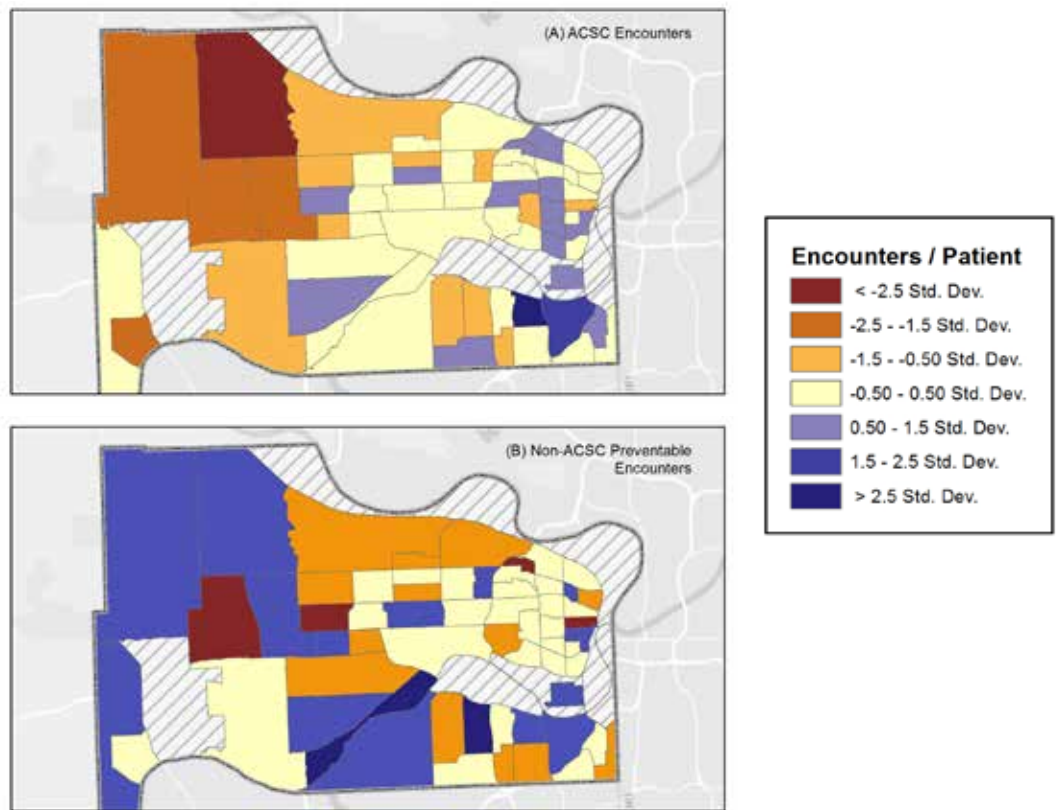 (A) ACSC Encounters
(B) Non-ACSC Preventable
Encounters
Encounters / Patient
< -2.5 Std. Dev.
-2.5 - -1.5 Std. Dev.
-1.5 - -0.50 Std. Dev.
-0.50 - 0.50 Std. Dev.
0.50 - 1.5 Std. Dev.
1.5 - 2.5 Std. Dev.
> 2.5 Std. Dev.